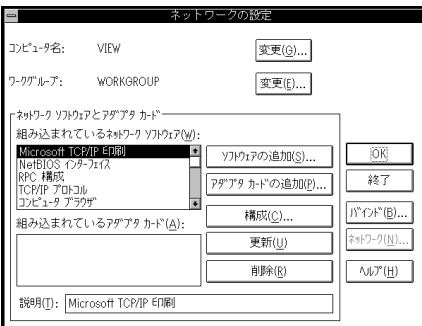 ネットワークの設定
コンピュータ名: VIEW 変更(G)...
ワークグループ: WORKGROUP 変更(E)...
ネットワーク ソフトウェアとアダプタ カード
組み込まれているネットワーク ソフトウェア(W):
Microsoft TCP/IP 印刷
NetBIOS インターフェイス
RPC 構成
TCP/IP プロトコル
コンピュータ ブラウザ
組み込まれているアダプタ カード(A):
ソフトウェアの追加(S)...
アダプタ カードの追加(P)...
構成(C)...
更新(U)
削除(R)
説明(T): Microsoft TCP/IP 印刷
OK
終了
バインド(B)...
ネットワーク(N)...
ヘルプ(H)